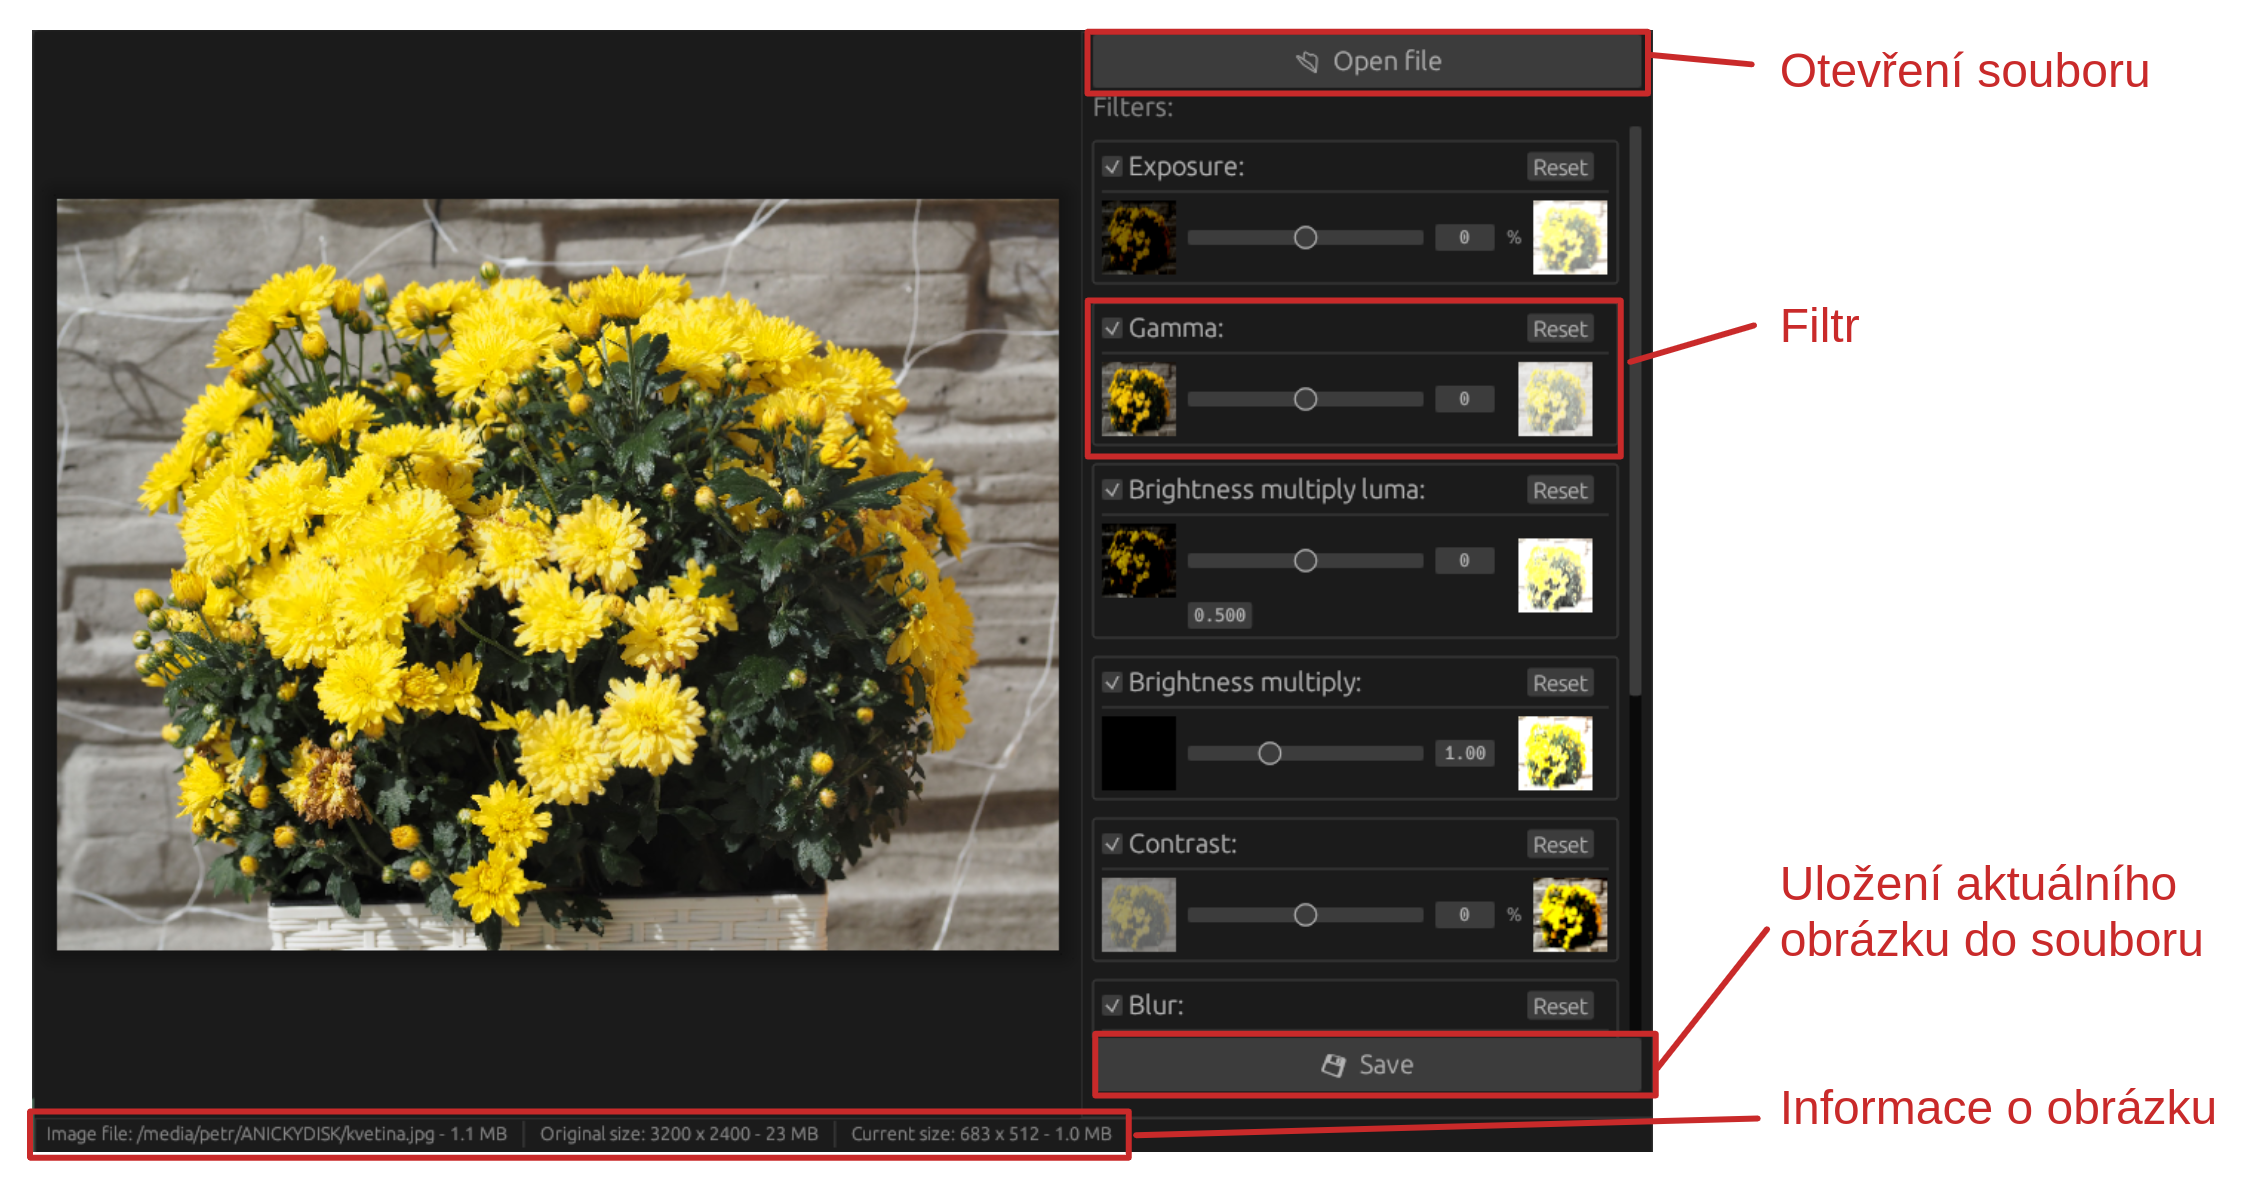 Open file
Otevření souboru
Filters:
Exposure:
Reset
0
%
Gamma:
Reset
Filtr
0
Brightness multiply luma:
Reset
0
0.500
Brightness multiply:
Reset
1.00
Contrast:
Reset
0
%
Uložení aktuálního
obrázku do souboru
Blur:
Reset
Save
Informace o obrázku
Image file: /media/petr/ANICKYDISK/kvetina.jpg - 1.1 MB
Original size: 3200 x 2400 - 23 MB
Current size: 683 x 512 - 1.0 MB